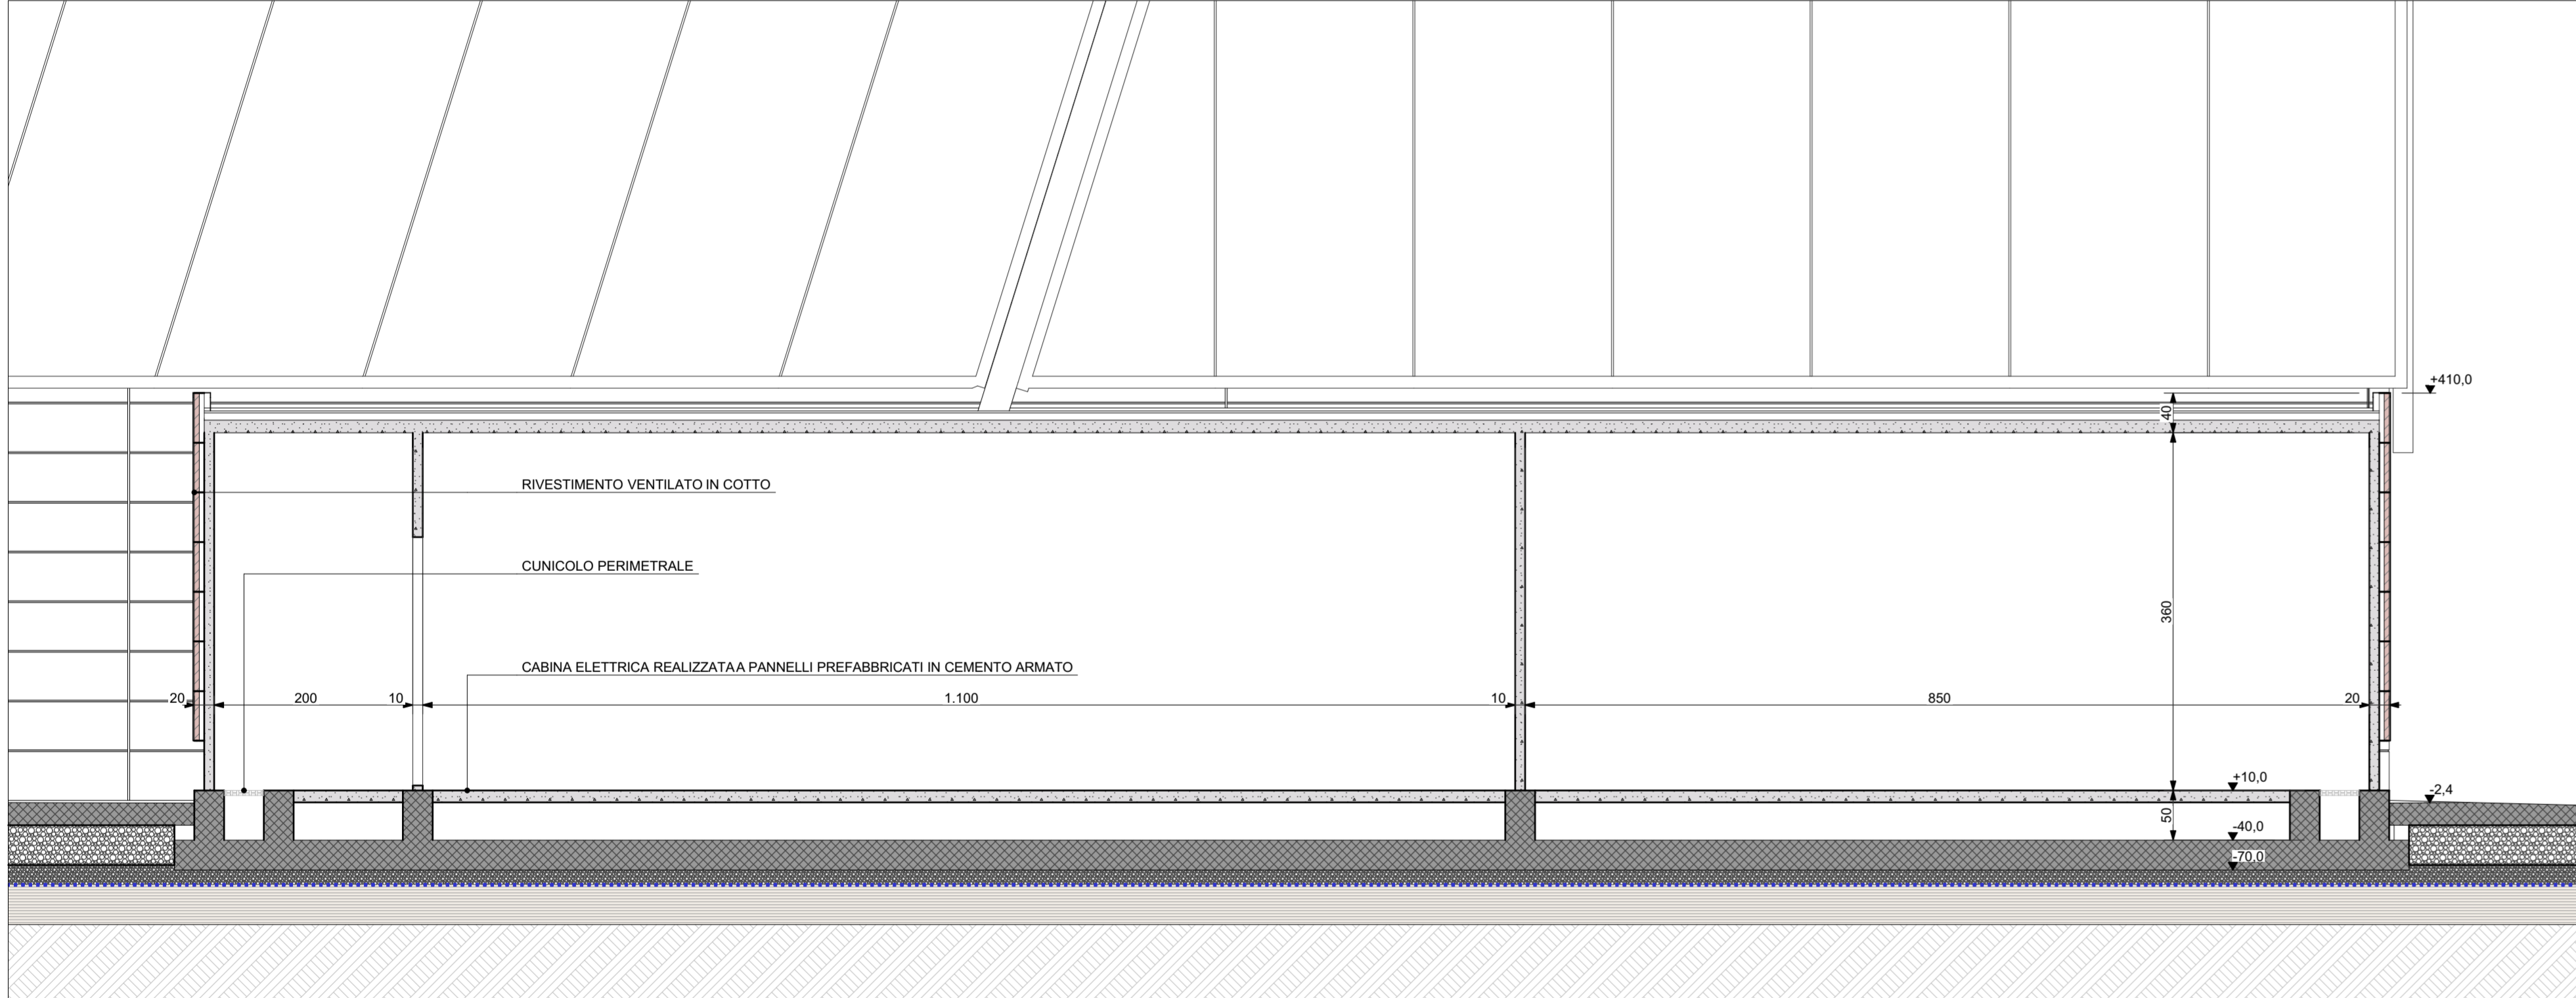 +410,0
40
RIVESTIMENTO VENTILATO IN COTTO
CUNICOLO PERIMETRALE
360
CABINA ELETTRICA REALIZZATA A PANNELLI PREFABBRICATI IN CEMENTO ARMATO
20 200 10 1.100 10 850 20
+10,0
-2,4
50
-40,0
-70,0